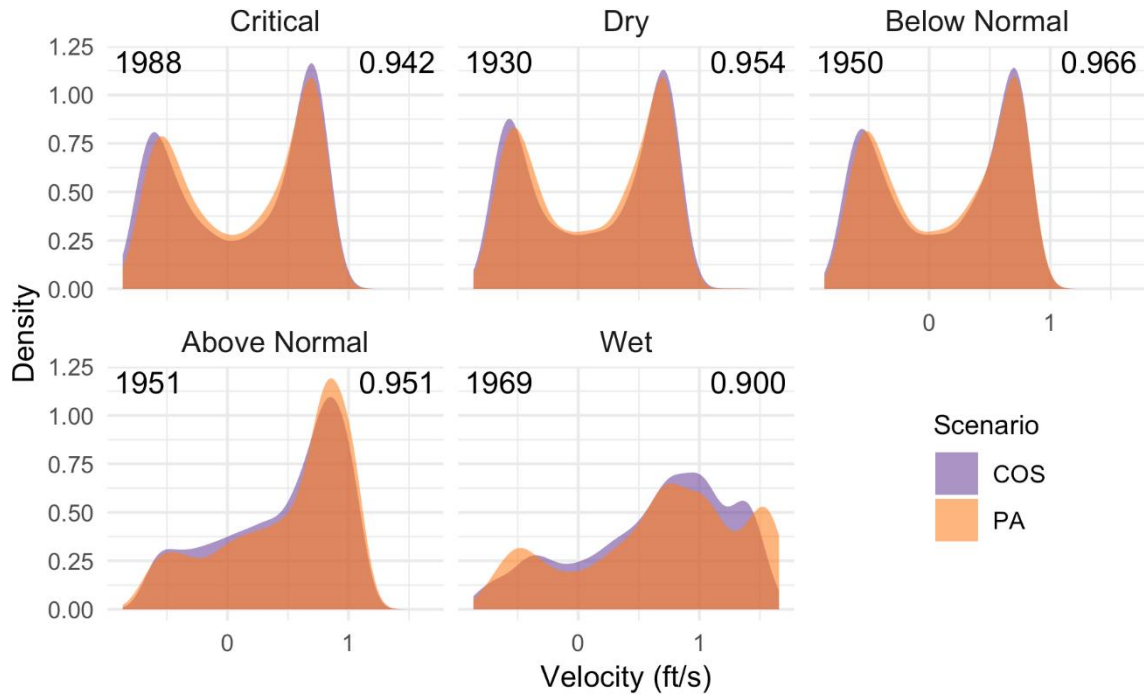 Critical
Dry
Below Normal
1988
0.942
1930
0.954
1950
0.966
1.25
1.00
0.75
0.50
0.25
0.00
0
1
Above Normal
Wet
1951
0.951
1969
0.900
1.25
1.00
0.75
0.50
0.25
0.00
0
1
0
1
Density
Velocity (ft/s)
Scenario
COS
PA